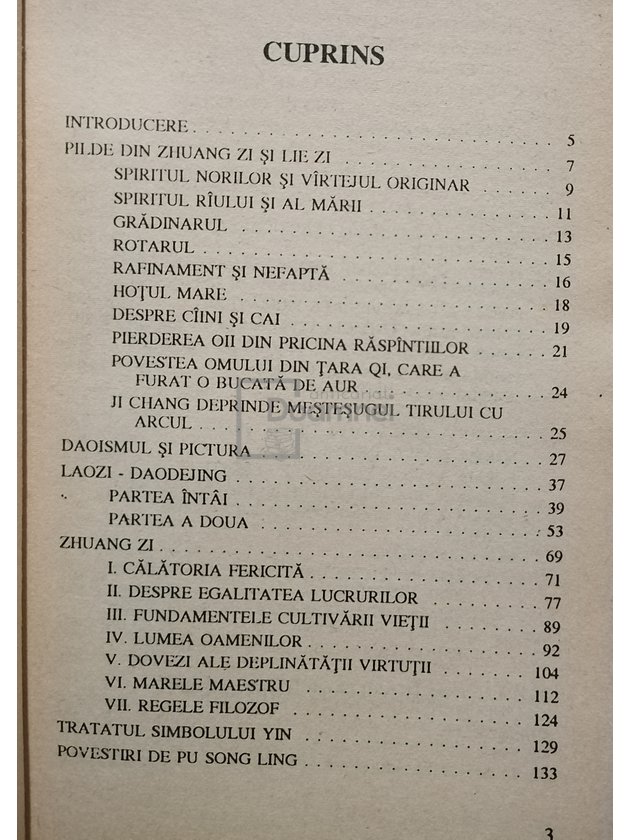 CUPRINS
INTRODUCERE . . . . . . . . . . . . . . . . . . . . . . . . . . . . . 5
PILDE DIN ZHUANG ZI ŞI LIE ZI . . . . . . . . . . . . . . . . . 7
SPIRITUL NORILOR ŞI VÎRTEJUL ORIGINAR . . . . . . 9
SPIRITUL RÎULUI ŞI AL MĂRII . . . . . . . . . . . . . . . 11
GRĂDINARUL . . . . . . . . . . . . . . . . . . . . . . . . . 13
ROTARUL . . . . . . . . . . . . . . . . . . . . . . . . . . . . 15
RAFINAMENT ŞI NEFAPTĂ . . . . . . . . . . . . . . . . . 16
HOŢUL MARE . . . . . . . . . . . . . . . . . . . . . . . . . 18
DESPRE CÎINI ŞI CAI . . . . . . . . . . . . . . . . . . . . . 19
PIERDEREA OII DIN PRICINA RĂSPÎNTIILOR . . . . . . 21
POVESTEA OMULUI DIN ŢARA QI, CARE A
FURAT O BUCATĂ DE AUR . . . . . . . . . . . . . . 24
JI CHANG DEPRINDE MEŞTEŞUGUL TIRULUI CU
ARCUL . . . . . . . . . . . . . . . . . . . . . . . . . . . 25
DAOISMUL ŞI PICTURA . . . . . . . . . . . . . . . . . . . . . . 27
LAOZI - DAODEJING . . . . . . . . . . . . . . . . . . . . . . . . 37
PARTEA ÎNTÂI . . . . . . . . . . . . . . . . . . . . . . . . . 39
PARTEA A DOUA . . . . . . . . . . . . . . . . . . . . . . . 53
ZHUANG ZI . . . . . . . . . . . . . . . . . . . . . . . . . . . . . . 69
I. CĂLĂTORIA FERICITĂ . . . . . . . . . . . . . . . . . . 71
II. DESPRE EGALITATEA LUCRURILOR . . . . . . . . . 77
III. FUNDAMENTELE CULTIVĂRII VIEŢII . . . . . . . . 89
IV. LUMEA OAMENILOR . . . . . . . . . . . . . . . . . . . 92
V. DOVEZI ALE DEPLINĂTĂŢII VIRTUŢII . . . . . . . . 104
VI. MARELE MAESTRU . . . . . . . . . . . . . . . . . . . 112
VII. REGELE FILOZOF . . . . . . . . . . . . . . . . . . . . 124
TRATATUL SIMBOLULUI YIN . . . . . . . . . . . . . . . . . . 129
POVESTIRI DE PU SONG LING . . . . . . . . . . . . . . . . . 133
anticariat
Doamnei
3